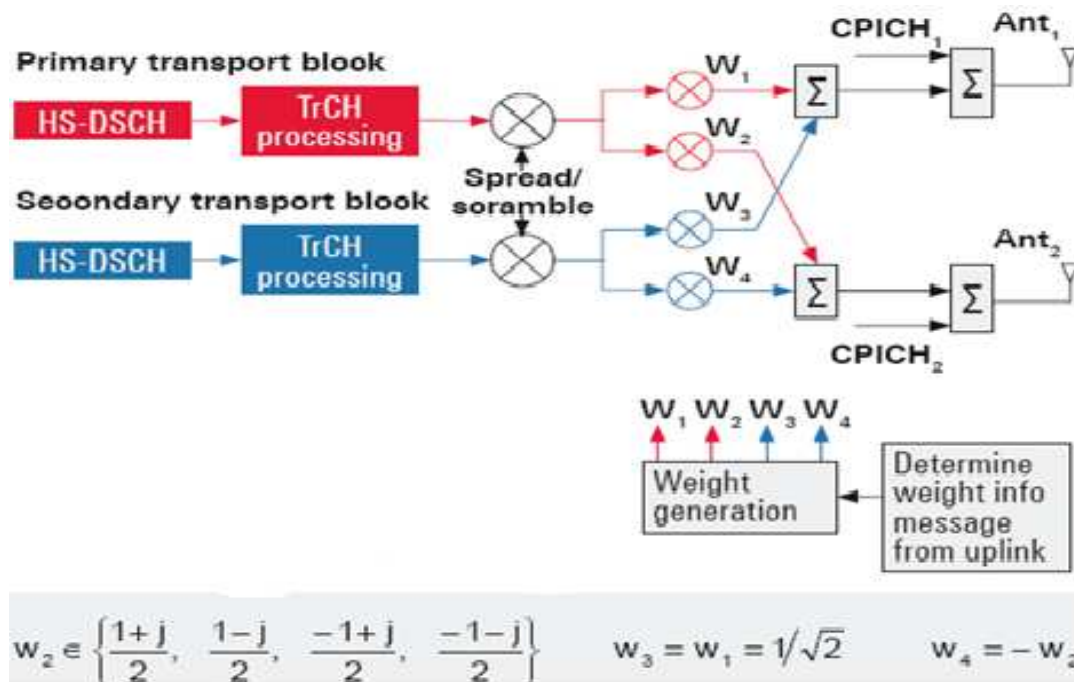 CPICH₁
Ant₁
Primary transport block
HS-DSCH
TrCH
processing
W₁
Σ
Σ
W₂
Spread/
soramble
Seoondary transport block
HS-DSCH
TrCH
processing
W₃
W₄
Σ
Σ
Ant₂
CPICH₂
W₁ W₂ W₃ W₄
Weight
generation
Determine
weight info
message
from uplink
w₂ ∈ {(1+j)/2, (1−j)/2, (−1+j)/2, (−1−j)/2} w₃ = w₁ = 1/√2 w₄ = − w₂